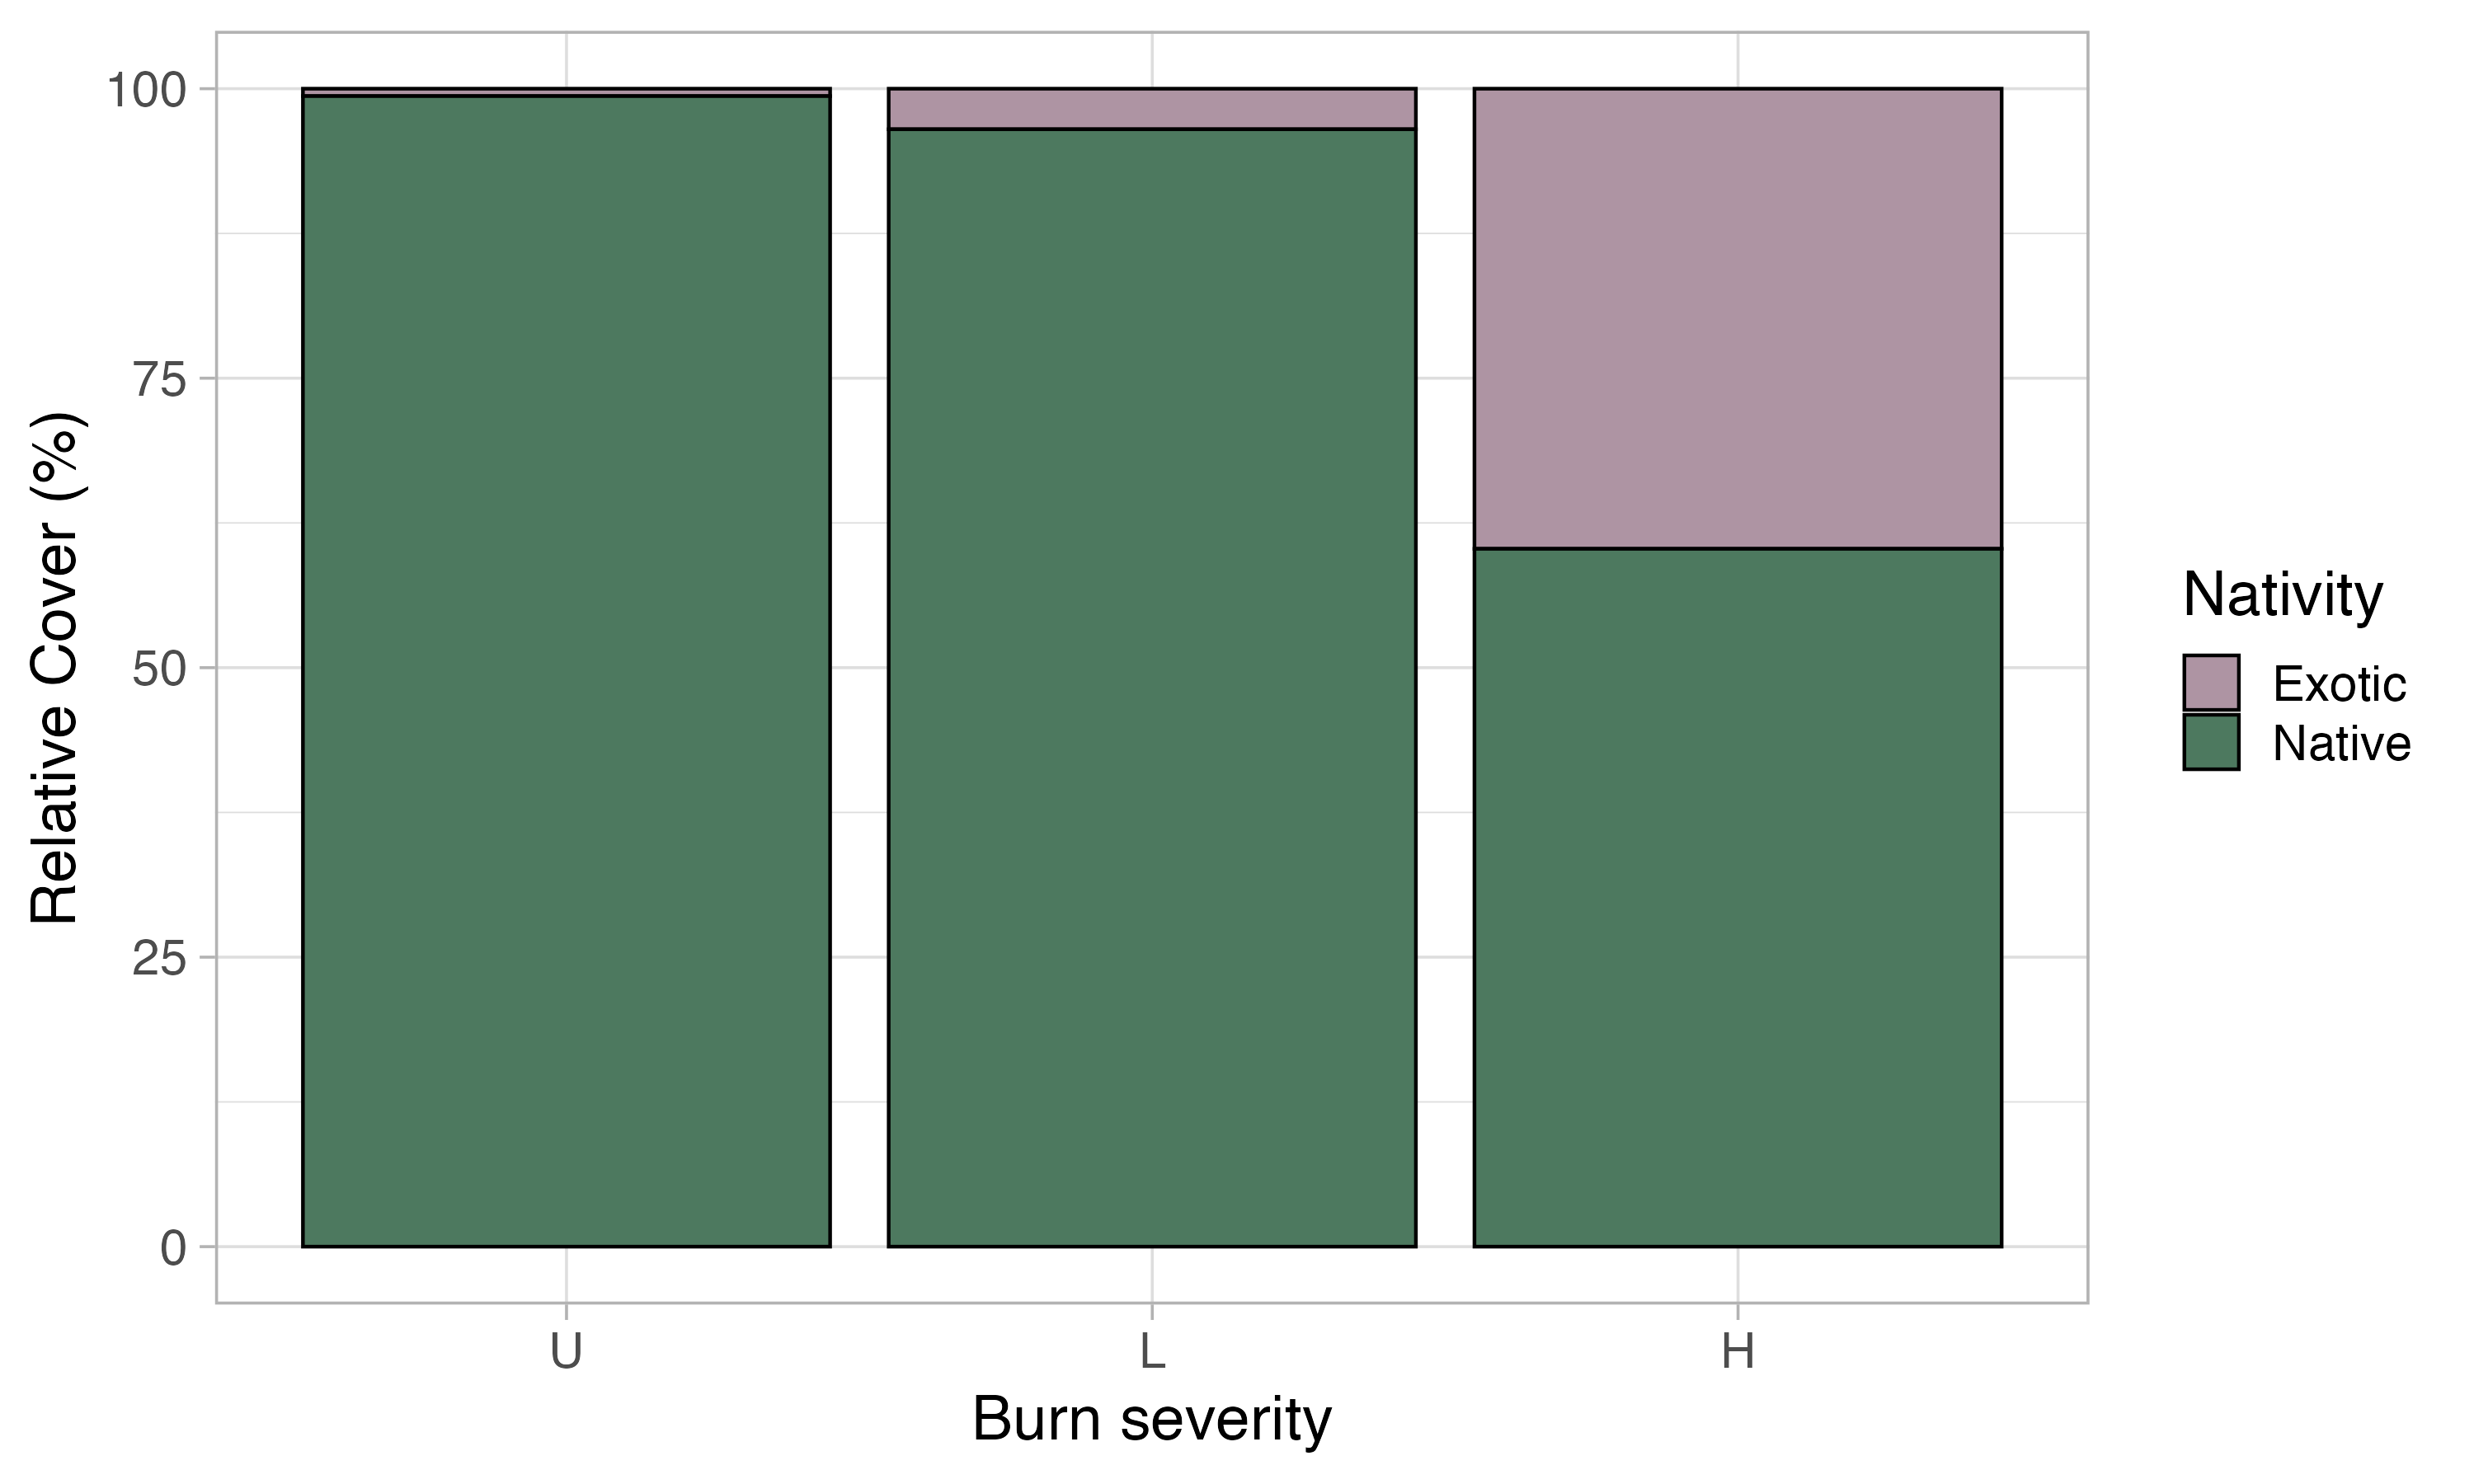 Relative Cover (%)
100
75
50
25
0
U
L
H
Burn severity
Nativity
Exotic
Native